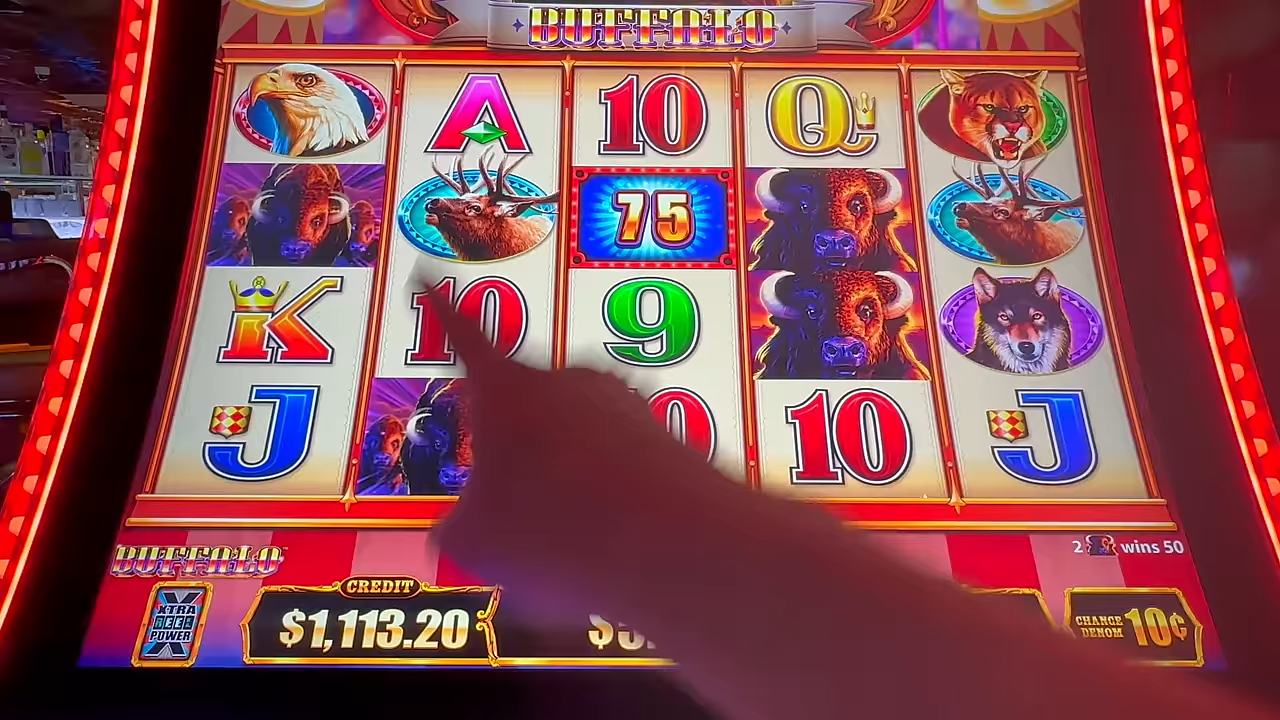 BUFFALO
A 10 Q
75
K 10 9
J 10 J
2 wins 50
BUFFALO
CREDIT
XTRA
REEL
POWER
X
$1,113.20
CHANGE
DENOM 10¢